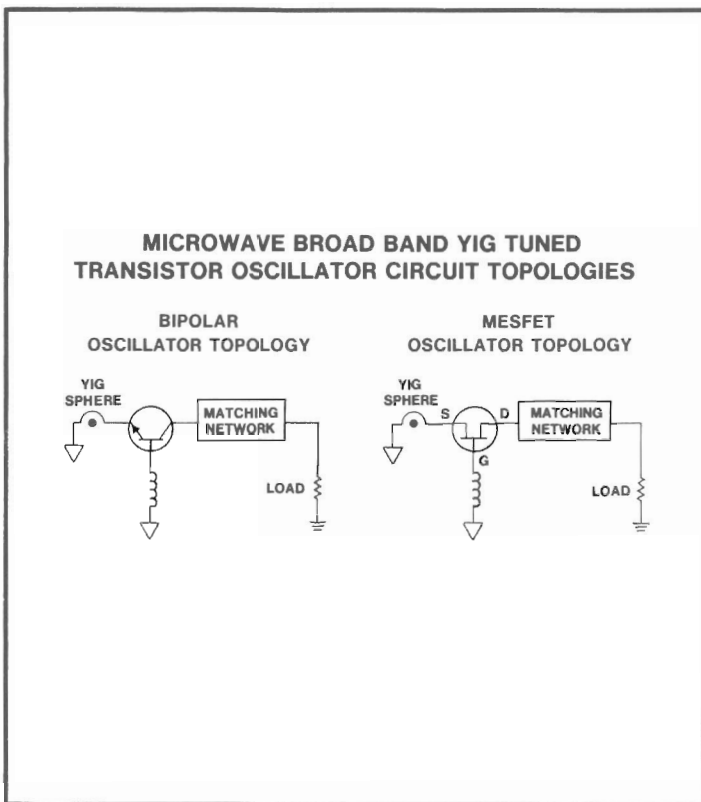 MICROWAVE BROAD BAND YIG TUNED
TRANSISTOR OSCILLATOR CIRCUIT TOPOLOGIES
BIPOLAR
OSCILLATOR TOPOLOGY
YIG
SPHERE
MATCHING
NETWORK
LOAD
MESFET
OSCILLATOR TOPOLOGY
YIG
SPHERE
S
D
G
MATCHING
NETWORK
LOAD